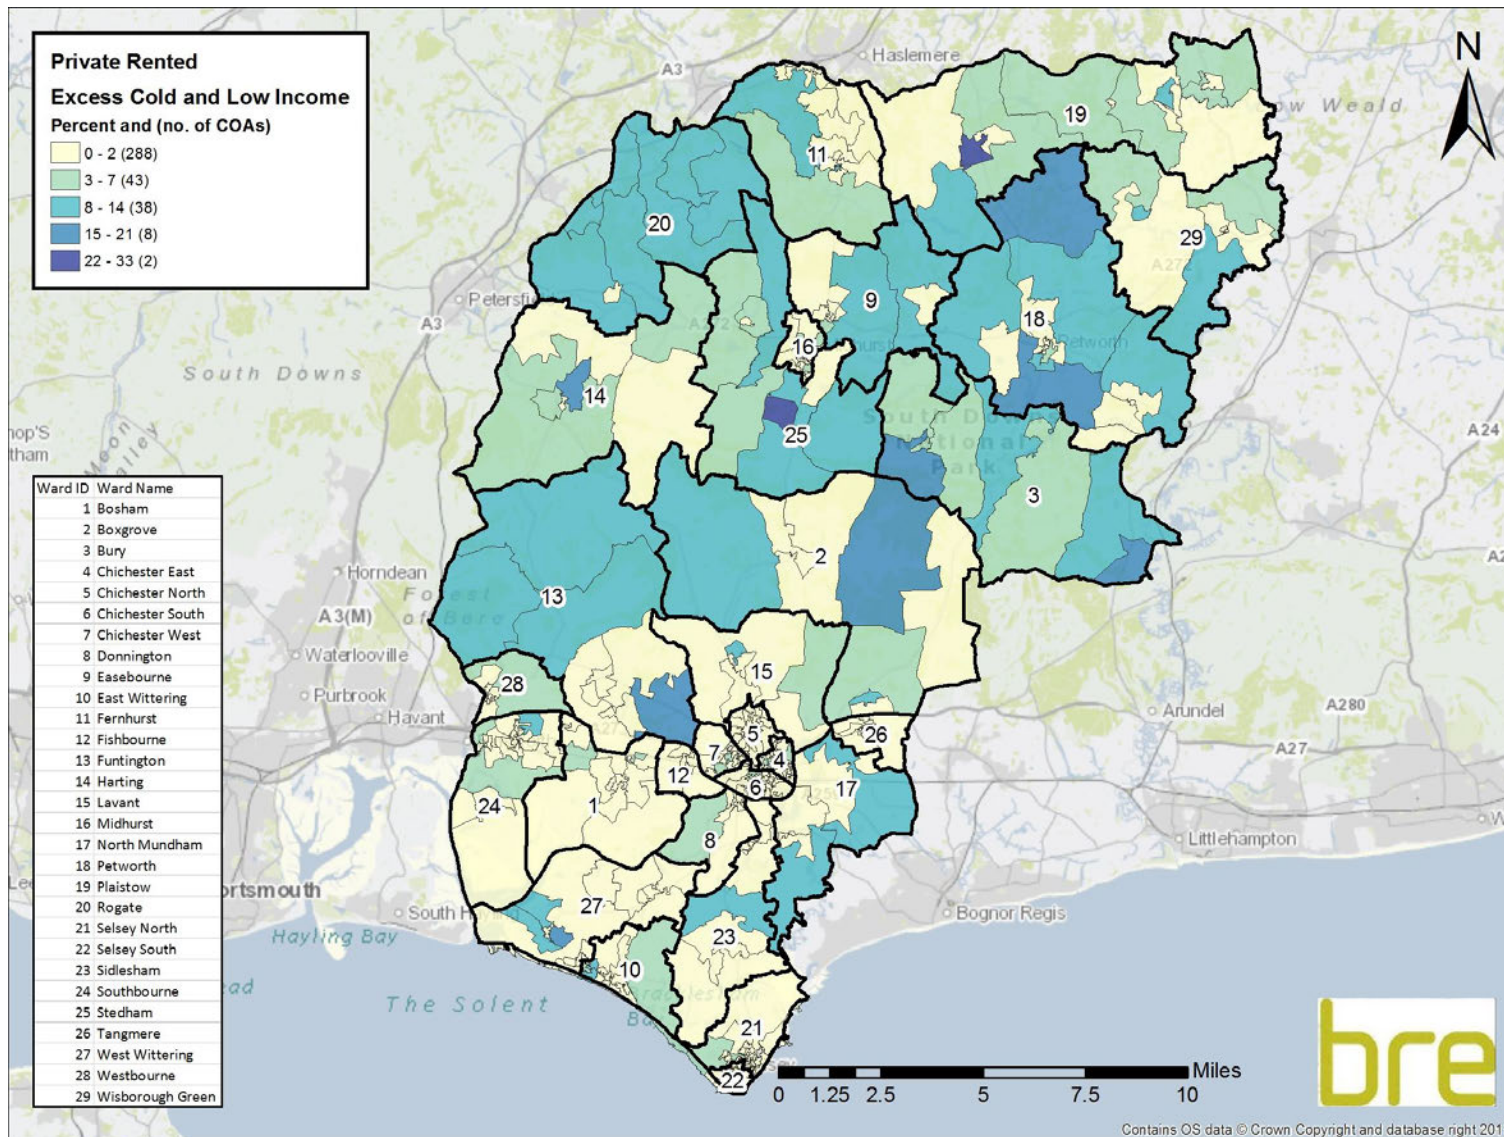 Private Rented
Excess Cold and Low Income
Percent and (no. of COAs)
0 - 2 (288)
3 - 7 (43)
8 - 14 (38)
15 - 21 (8)
22 - 33 (2)
Haslemere
A3
N
Weald
19
11
20
29
Petersfi
A3
9
18
16
South Downs
14
25
A24
Meon
Valley
3
2
Ward ID Ward Name
1 Bosham
2 Boxgrove
3 Bury
4 Chichester East
5 Chichester North
6 Chichester South
7 Chichester West
8 Donnington
9 Easebourne
10 East Wittering
11 Fernhurst
12 Fishbourne
13 Funtington
14 Harting
15 Lavant
16 Midhurst
17 North Mundham
18 Petworth
19 Plaistow
20 Rogate
21 Selsey North
22 Selsey South
23 Sidlesham
24 Southbourne
25 Stedham
26 Tangmere
27 West Wittering
28 Westbourne
29 Wisborough Green
Horndean
13
A3(M)
Forest
of Bere
Waterlooville
15
28
Purbrook
Havant
Arundel
A280
5
26
7
A27
4
12
6
17
24
1
8
Littlehampton
ortsmouth
27
South Hayling
Bognor Regis
Hayling Bay
23
10
The Solent
21
22
Miles
0 1.25 2.5 5 7.5 10
bre
Contains OS data © Crown Copyright and database right 201